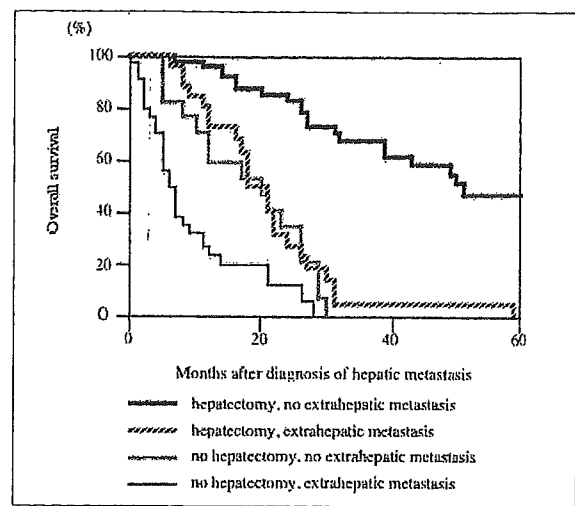 (%)
100
80
60
40
20
0
Overall survival
0 20 40 60
Months after diagnosis of hepatic metastasis
hepatectomy, no extrahepatic metastasis
hepatectomy, extrahepatic metastasis
no hepatectomy, no extrahepatic metastasis
no hepatectomy, extrahepatic metastasis